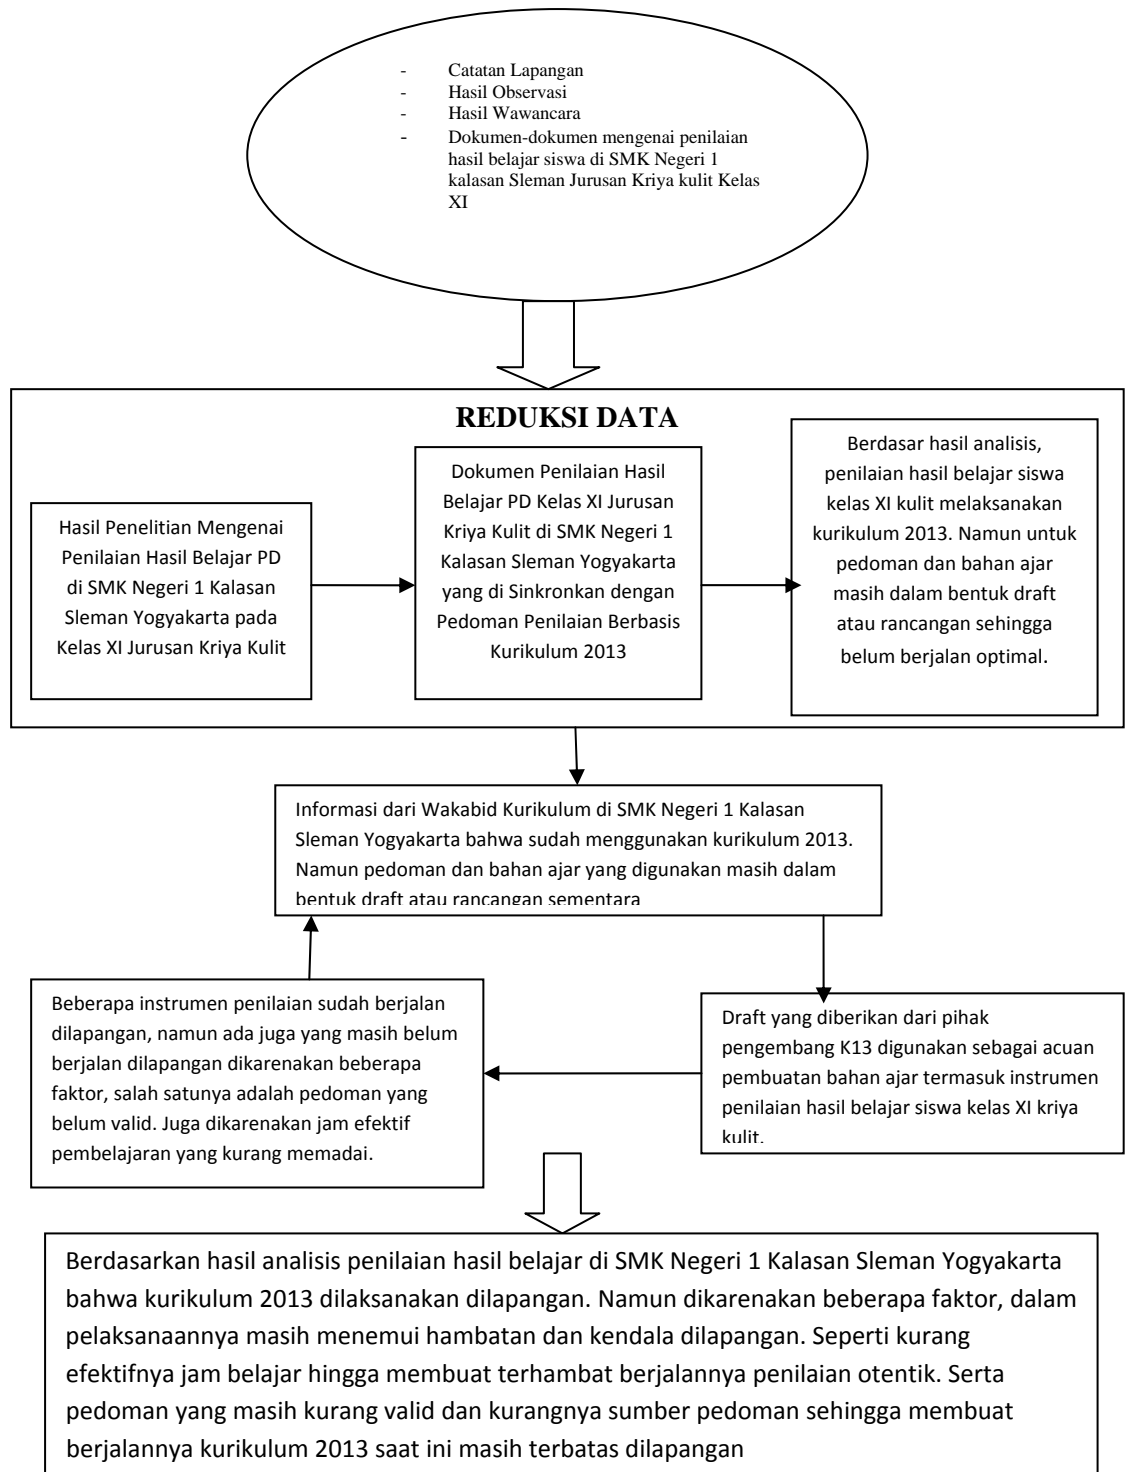 - Catatan Lapangan
- Hasil Observasi
- Hasil Wawancara
- Dokumen-dokumen mengenai penilaian
hasil belajar siswa di SMK Negeri 1
kalasan Sleman Jurusan Kriya kulit Kelas
XI
REDUKSI DATA
Hasil Penelitian Mengenai
Penilaian Hasil Belajar PD
di SMK Negeri 1 Kalasan
Sleman Yogyakarta pada
Kelas XI Jurusan Kriya Kulit
Dokumen Penilaian Hasil
Belajar PD Kelas XI Jurusan
Kriya Kulit di SMK Negeri 1
Kalasan Sleman Yogyakarta
yang di Sinkronkan dengan
Pedoman Penilaian Berbasis
Kurikulum 2013
Berdasar hasil analisis,
penilaian hasil belajar siswa
kelas XI kulit melaksanakan
kurikulum 2013. Namun untuk
pedoman dan bahan ajar
masih dalam bentuk draft
atau rancangan sehingga
belum berjalan optimal.
Informasi dari Wakabid Kurikulum di SMK Negeri 1 Kalasan
Sleman Yogyakarta bahwa sudah menggunakan kurikulum 2013.
Namun pedoman dan bahan ajar yang digunakan masih dalam
bentuk draft atau rancangan sementara
Beberapa instrumen penilaian sudah berjalan
dilapangan, namun ada juga yang masih belum
berjalan dilapangan dikarenakan beberapa
faktor, salah satunya adalah pedoman yang
belum valid. Juga dikarenakan jam efektif
pembelajaran yang kurang memadai.
Draft yang diberikan dari pihak
pengembang K13 digunakan sebagai acuan
pembuatan bahan ajar termasuk instrumen
penilaian hasil belajar siswa kelas XI kriya
kulit.
Berdasarkan hasil analisis penilaian hasil belajar di SMK Negeri 1 Kalasan Sleman Yogyakarta
bahwa kurikulum 2013 dilaksanakan dilapangan. Namun dikarenakan beberapa faktor, dalam
pelaksanaannya masih menemui hambatan dan kendala dilapangan. Seperti kurang
efektifnya jam belajar hingga membuat terhambat berjalannya penilaian otentik. Serta
pedoman yang masih kurang valid dan kurangnya sumber pedoman sehingga membuat
berjalannya kurikulum 2013 saat ini masih terbatas dilapangan